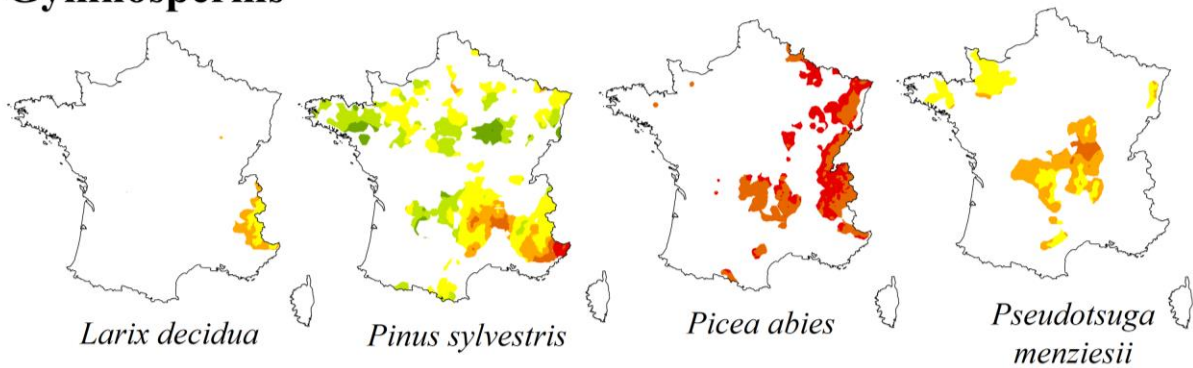 Gymnosperms
Larix decidua
Pinus sylvestris
Picea abies
Pseudotsuga
menziesii